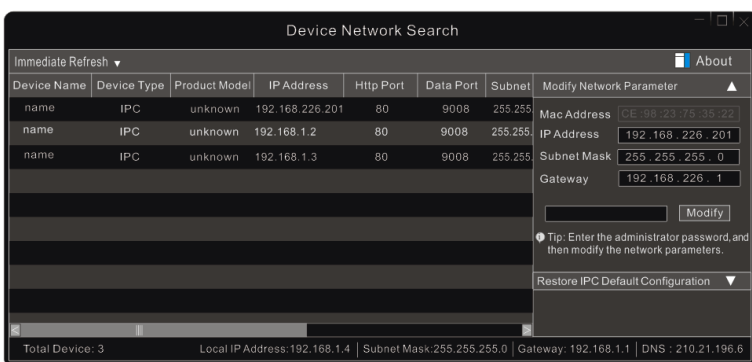 Device Network Search
Immediate Refresh
About
Device Name Device Type Product Model IP Address Http Port Data Port Subnet
name IPC unknown 192.168.226.201 80 9008 255.255.
name IPC unknown 192.168.1.2 80 9008 255.255.
name IPC unknown 192.168.1.3 80 9008 255.255.
Modify Network Parameter
Mac Address CE :98 :23 :75 :35 :22
IP Address 192 .168 . 226 . 201
Subnet Mask 255 . 255 . 255 . 0
Gateway 192 .168 . 226 . 1
Modify
Tip: Enter the administrator password, and
then modify the network parameters.
Restore IPC Default Configuration
Total Device: 3 Local IP Address:192.168.1.4 Subnet Mask:255.255.255.0 Gateway: 192.168.1.1 DNS : 210.21.196.6